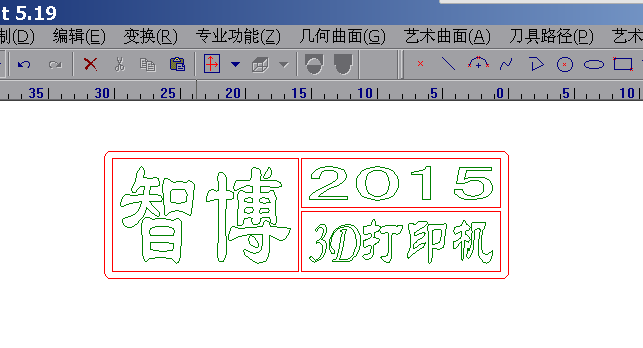 t 5.19
制(D) 编辑(E) 变换(R) 专业功能(Z) 几何曲面(G) 艺术曲面(A) 刀具路径(P) 艺术
35 30 25 20 15 10 5 0 5 10
智博
2015
3D打印机